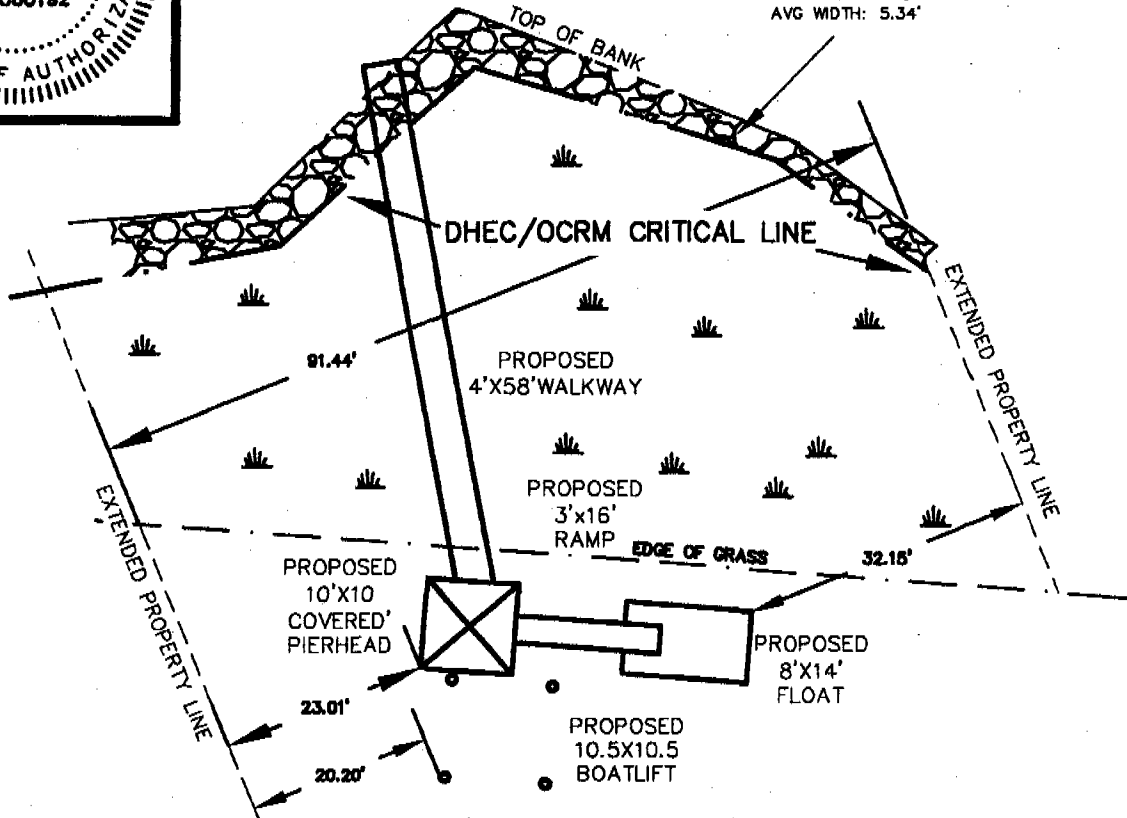 F AUTHORIZA
AVG WIDTH: 5.34'
TOP OF BANK
DHEC/OCRM CRITICAL LINE
EXTENDED PROPERTY LINE
91.44'
PROPOSED
4'X58'WALKWAY
PROPOSED
3'x16'
RAMP
EDGE OF GRASS
32.15'
EXTENDED PROPERTY LINE
PROPOSED
10'X10
COVERED'
PIERHEAD
PROPOSED
8'X14'
FLOAT
23.01'
PROPOSED
10.5X10.5
BOATLIFT
20.20'